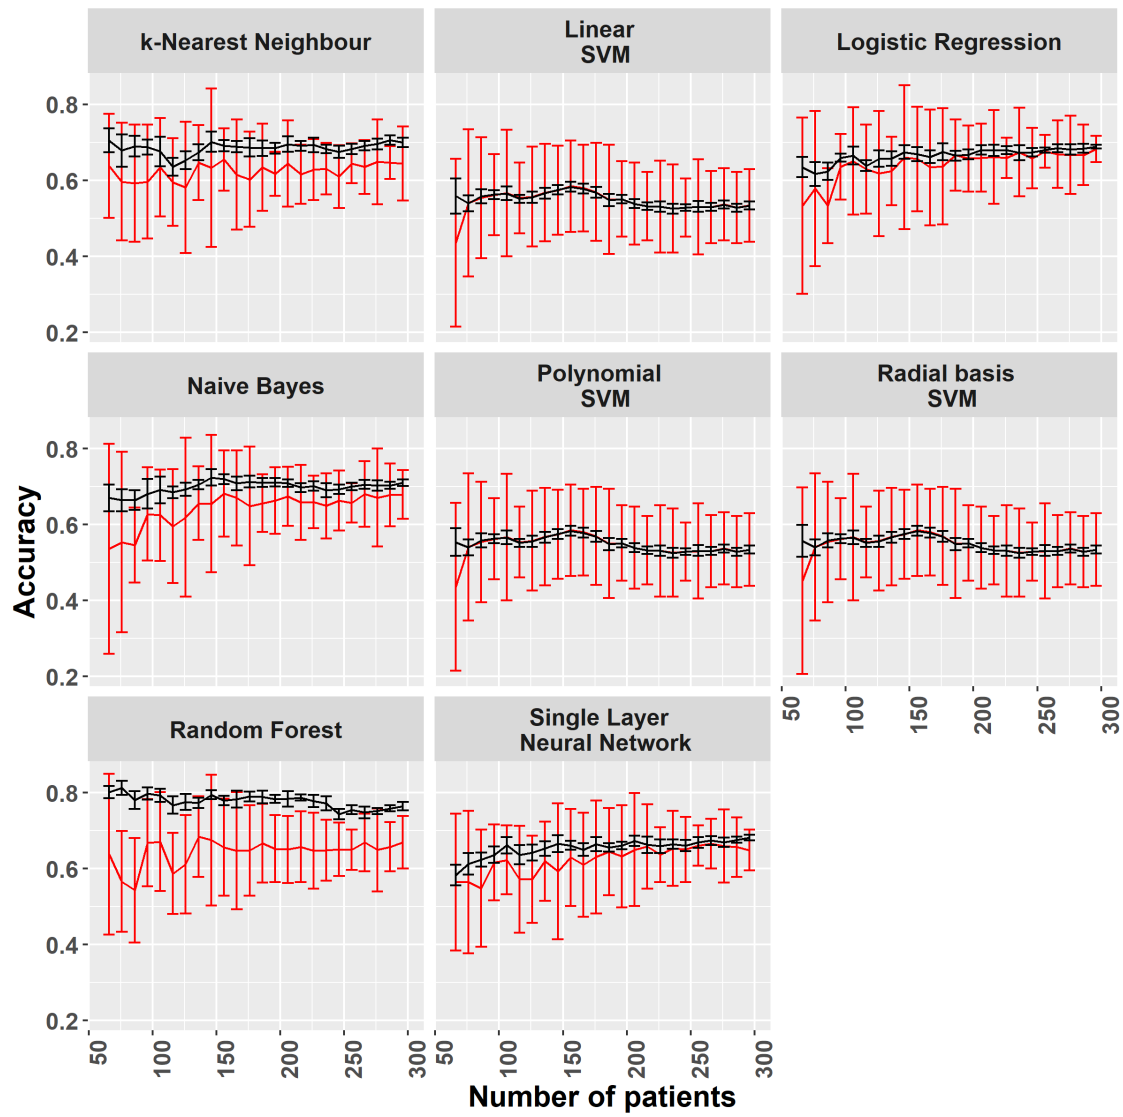 k-Nearest Neighbour
Linear
SVM
Logistic Regression
0.8
0.6
0.4
0.2
Naive Bayes
Polynomial
SVM
Radial basis
SVM
0.8
0.6
0.4
0.2
50
100
150
200
250
300
Accuracy
Random Forest
Single Layer
Neural Network
0.8
0.6
0.4
0.2
50
100
150
200
250
300
50
100
150
200
250
300
Number of patients